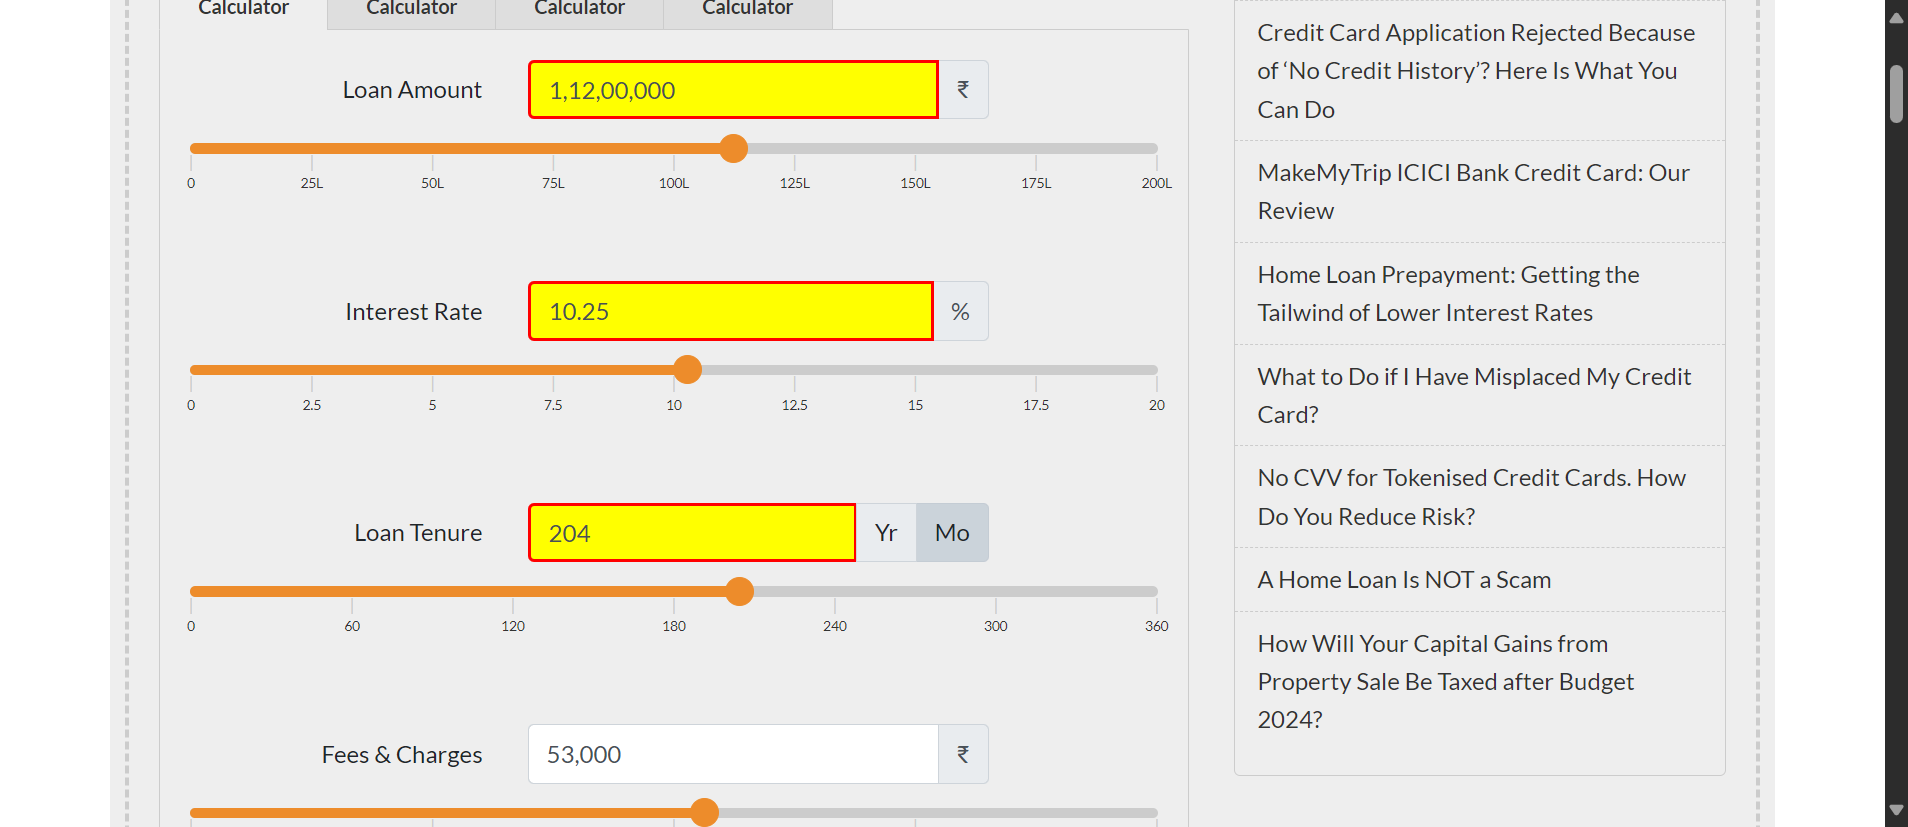 Calculator Calculator Calculator Calculator
Loan Amount 1,12,00,000 ₹
0 25L 50L 75L 100L 125L 150L 175L 200L
Interest Rate 10.25 %
0 2.5 5 7.5 10 12.5 15 17.5 20
Loan Tenure 204 Yr Mo
0 60 120 180 240 300 360
Fees & Charges 53,000 ₹
Credit Card Application Rejected Because
of ‘No Credit History’? Here Is What You
Can Do
MakeMyTrip ICICI Bank Credit Card: Our
Review
Home Loan Prepayment: Getting the
Tailwind of Lower Interest Rates
What to Do if I Have Misplaced My Credit
Card?
No CVV for Tokenised Credit Cards. How
Do You Reduce Risk?
A Home Loan Is NOT a Scam
How Will Your Capital Gains from
Property Sale Be Taxed after Budget
2024?